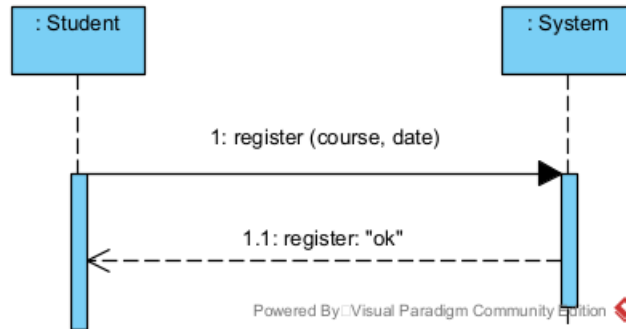 : Student
: System
1: register (course, date)
1.1: register: "ok"
Powered By Visual Paradigm Community Edition